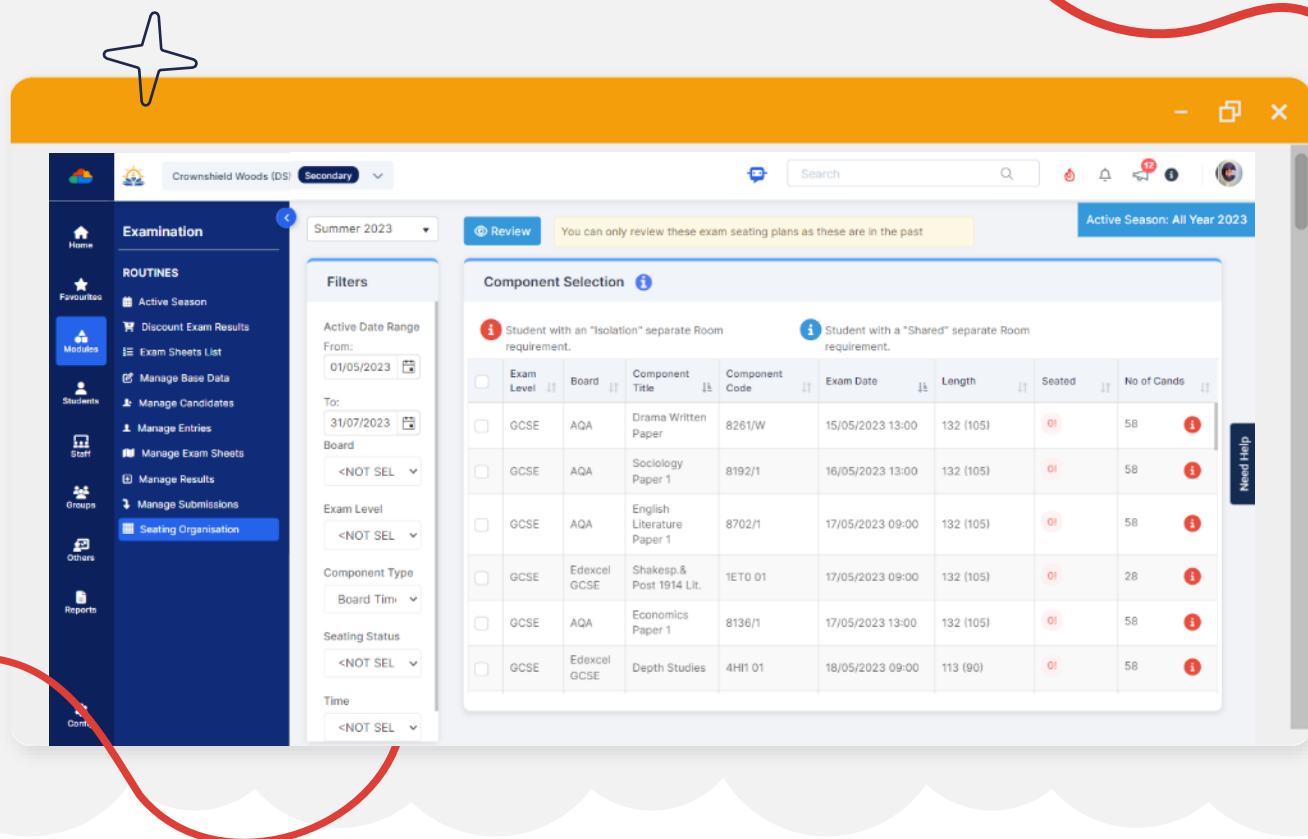 Crownshield Woods (DS)
Secondary
Search
12
Active Season: All Year 2023
Home
Favourites
Modules
Students
Staff
Groups
Others
Reports
Examination
ROUTINES
Active Season
Discount Exam Results
Exam Sheets List
Manage Base Data
Manage Candidates
Manage Entries
Manage Exam Sheets
Manage Results
Manage Submissions
Seating Organisation
Summer 2023
Review
You can only review these exam seating plans as these are in the past
Filters
Active Date Range
From:
01/05/2023
To:
31/07/2023
Board
<NOT SEL
Exam Level
<NOT SEL
Component Type
Board Tim
Seating Status
<NOT SEL
Time
<NOT SEL
Component Selection
Student with an "Isolation" separate Room
requirement.
Student with a "Shared" separate Room
requirement.
Exam Level Board Component Title Component Code Exam Date Length Seated No of Cands
GCSE AQA Drama Written Paper 8261/W 15/05/2023 13:00 132 (105) 58
GCSE AQA Sociology Paper 1 8192/1 16/05/2023 13:00 132 (105) 58
GCSE AQA English Literature Paper 1 8702/1 17/05/2023 09:00 132 (105) 58
GCSE Edexcel GCSE Shakesp.& Post 1914 Lit. 1ET0 01 17/05/2023 09:00 132 (105) 28
GCSE AQA Economics Paper 1 8136/1 17/05/2023 13:00 132 (105) 58
GCSE Edexcel GCSE Depth Studies 4HI1 01 18/05/2023 09:00 113 (90) 58
Need Help